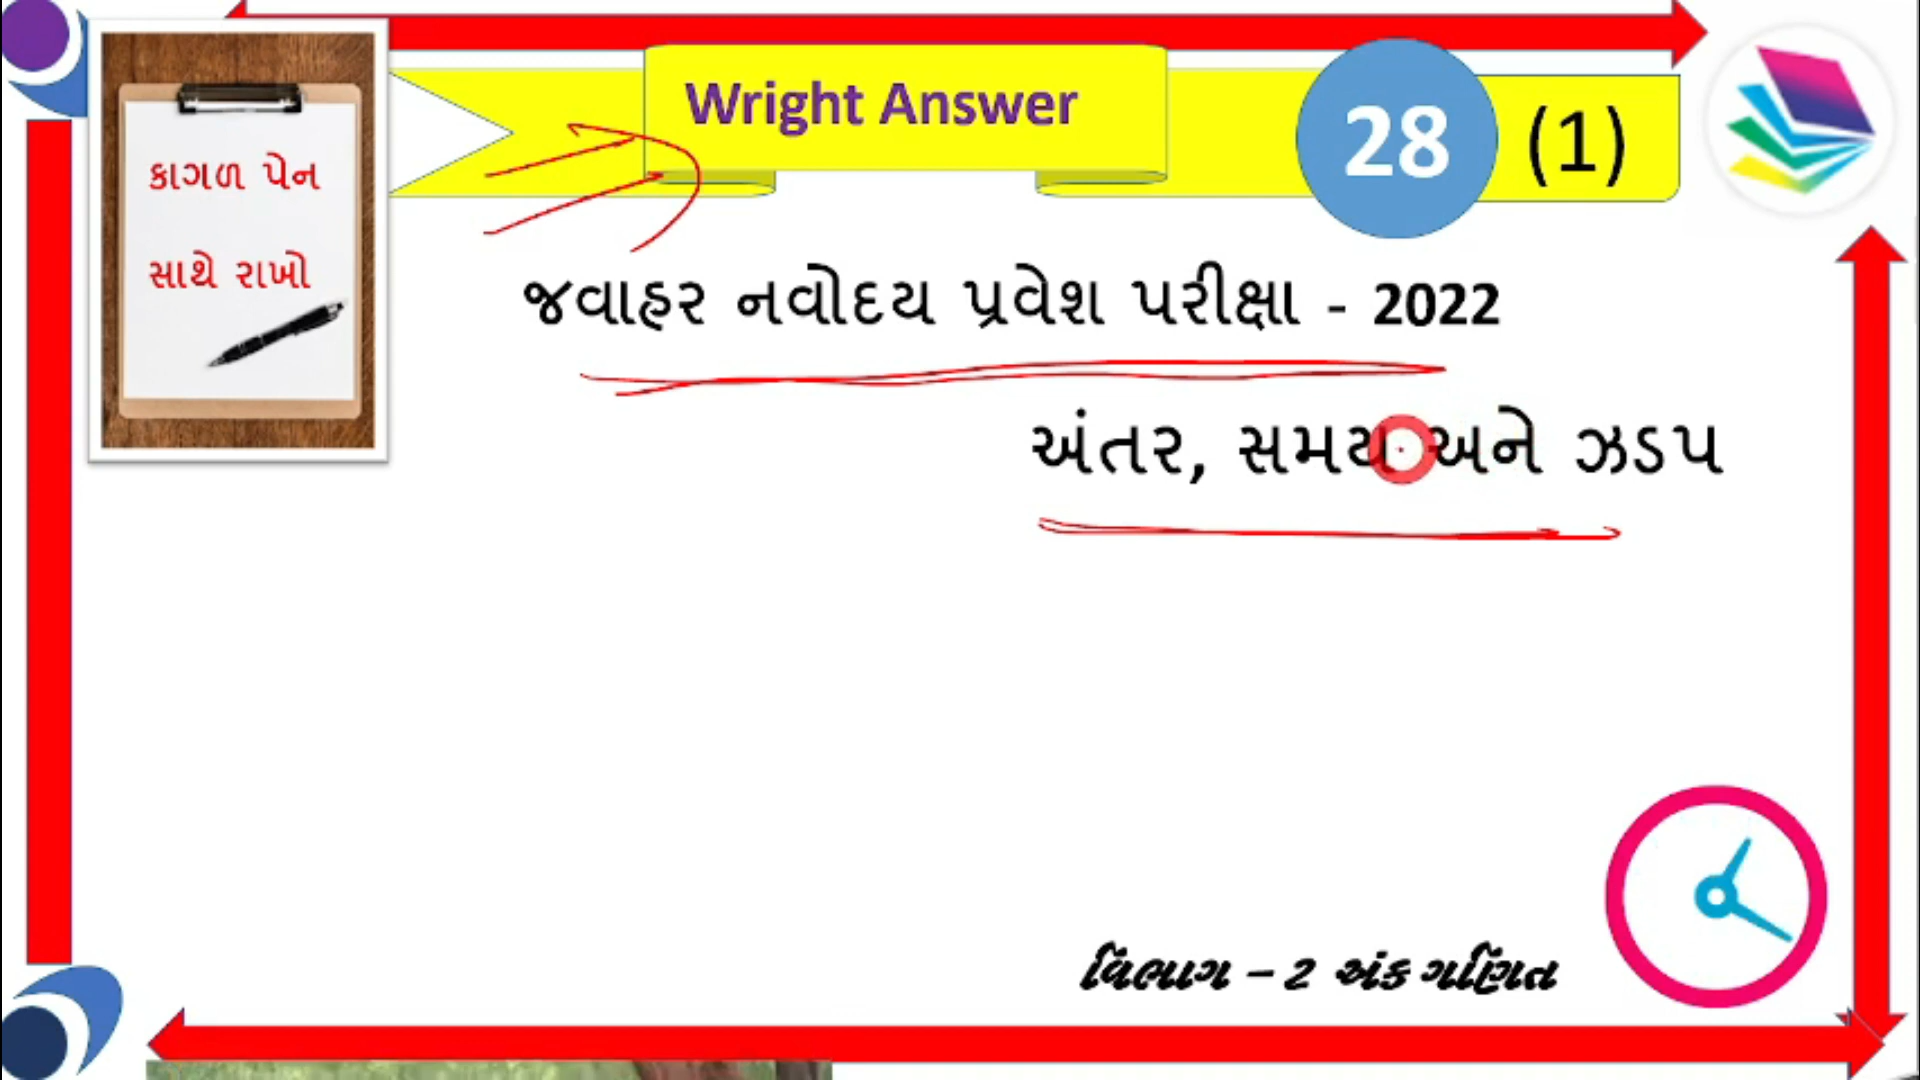 Wright Answer
28 (1)
કાગળ પેન
સાથે રાખો
જવાહર નવોદય પ્રવેશ પરીક્ષા - 2022
અંતર, સમય અને ઝડપ
વિભાગ – 2 અંક ગણિત